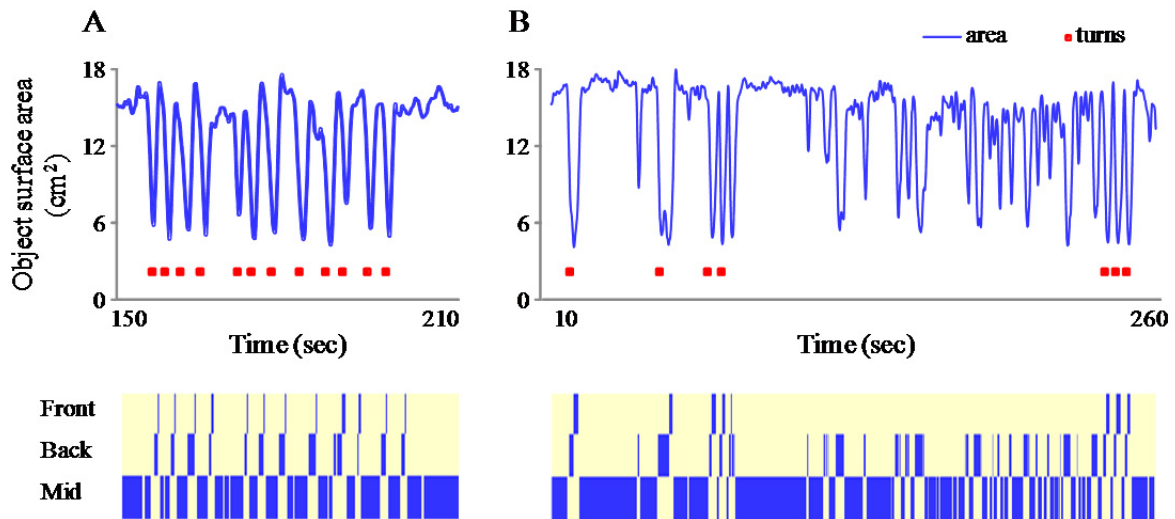 A
B
area
turns
Object surface area
(cm²)
18
12
6
0
150
210
Time (sec)
18
12
6
0
10
260
Time (sec)
Front
Back
Mid